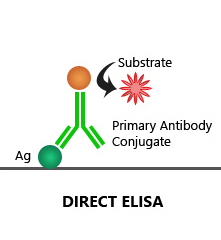 Substrate
Primary Antibody
Conjugate
Ag
DIRECT ELISA